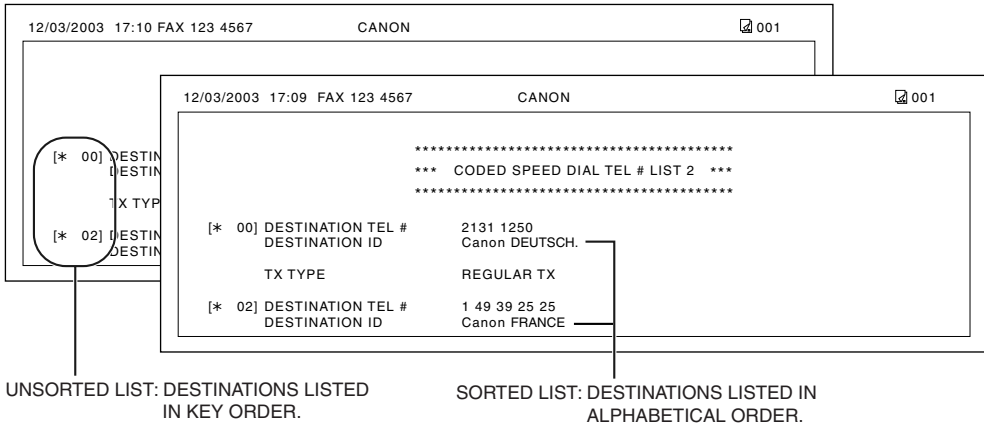 12/03/2003 17:10 FAX 123 4567 CANON 001
[* 00] DESTIN
DESTIN
TX TYP
[* 02] DESTIN
DESTIN
12/03/2003 17:09 FAX 123 4567 CANON 001
*****************************************
*** CODED SPEED DIAL TEL # LIST 2 ***
*****************************************
[* 00] DESTINATION TEL # 2131 1250
DESTINATION ID Canon DEUTSCH.
TX TYPE REGULAR TX
[* 02] DESTINATION TEL # 1 49 39 25 25
DESTINATION ID Canon FRANCE
UNSORTED LIST: DESTINATIONS LISTED
IN KEY ORDER.
SORTED LIST: DESTINATIONS LISTED IN
ALPHABETICAL ORDER.